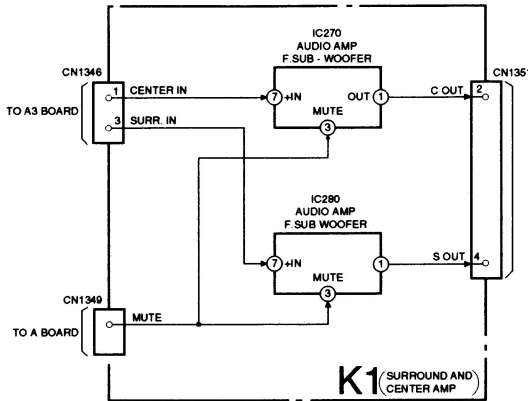 IC270
AUDIO AMP
F.SUB - WOOFER
CN1346
CN1351
1 CENTER IN
7 +IN
OUT 1
C OUT 2
MUTE
TO A3 BOARD
3 SURR. IN
3
IC280
AUDIO AMP
F.SUB WOOFER
7 +IN
1
S OUT 4
MUTE
3
CN1349
MUTE
TO A BOARD
K1 (SURROUND AND
CENTER AMP)